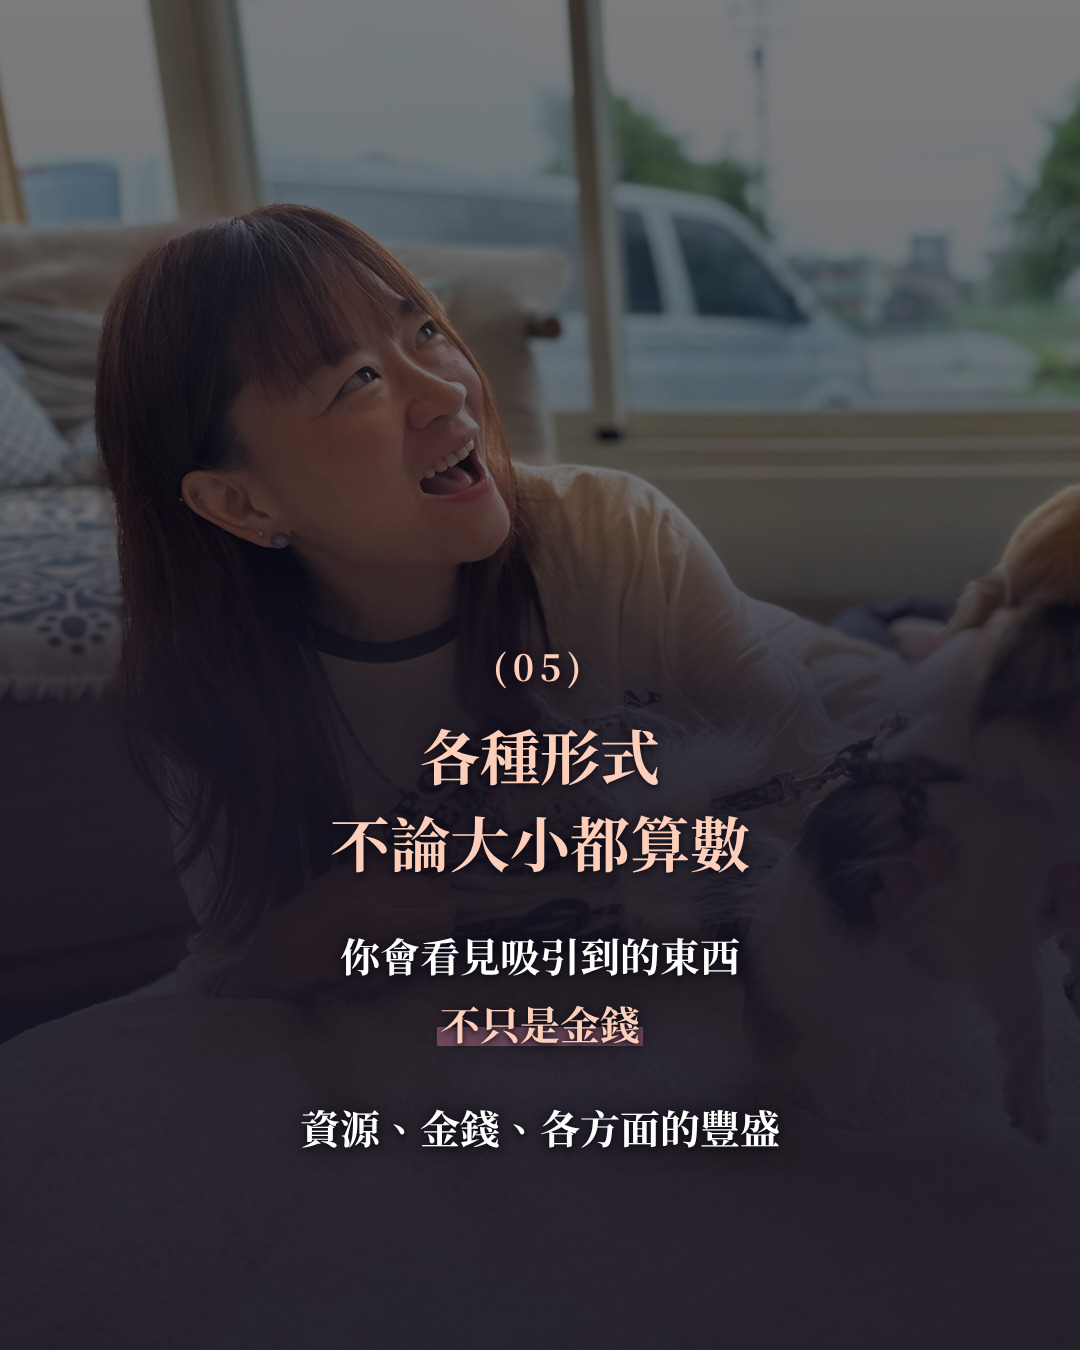 (05)
各種形式
不論大小都算數
你會看見吸引到的東西
不只是金錢
資源、金錢、各方面的豐盛